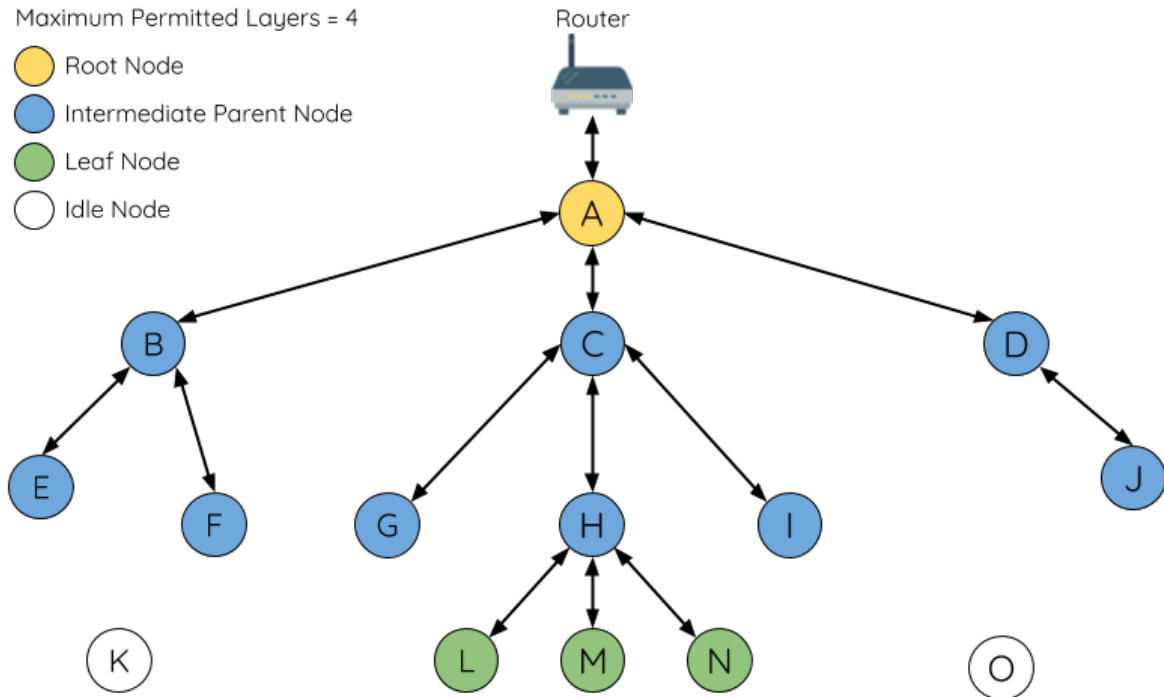 Maximum Permitted Layers = 4
Router
Root Node
Intermediate Parent Node
Leaf Node
Idle Node
A
B
C
D
E
F
G
H
I
J
K
L
M
N
O